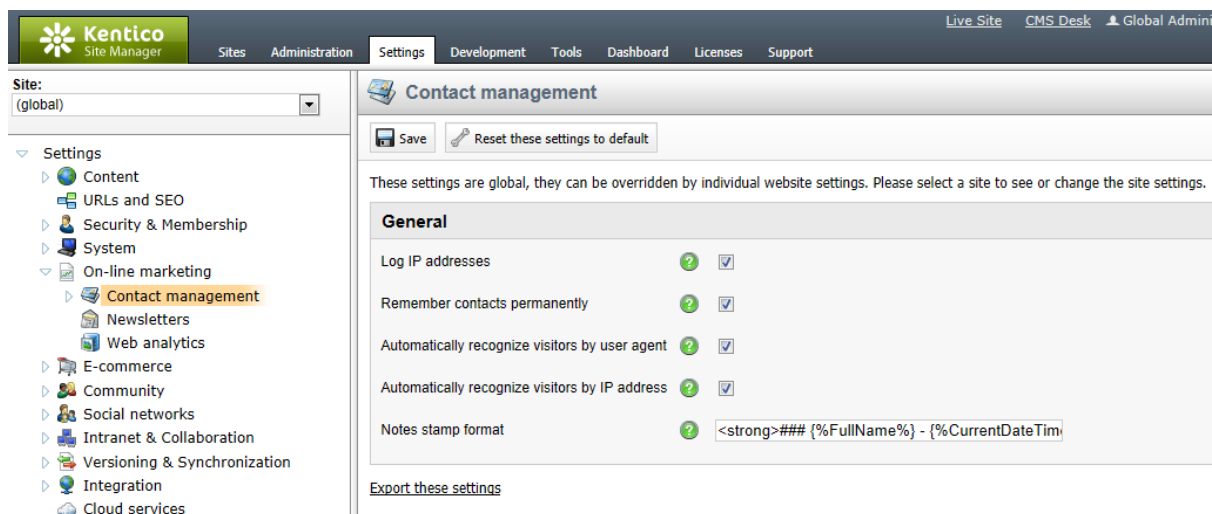 Live Site CMS Desk Global Admini
Kentico
Site Manager
Sites Administration Settings Development Tools Dashboard Licenses Support
Site:
(global)
Settings
Content
URLs and SEO
Security & Membership
System
On-line marketing
Contact management
Newsletters
Web analytics
E-commerce
Community
Social networks
Intranet & Collaboration
Versioning & Synchronization
Integration
Cloud services
Contact management
Save Reset these settings to default
These settings are global, they can be overridden by individual website settings. Please select a site to see or change the site settings.
General
Log IP addresses
Remember contacts permanently
Automatically recognize visitors by user agent
Automatically recognize visitors by IP address
Notes stamp format <strong>### {%FullName%} - {%CurrentDateTim
Export these settings